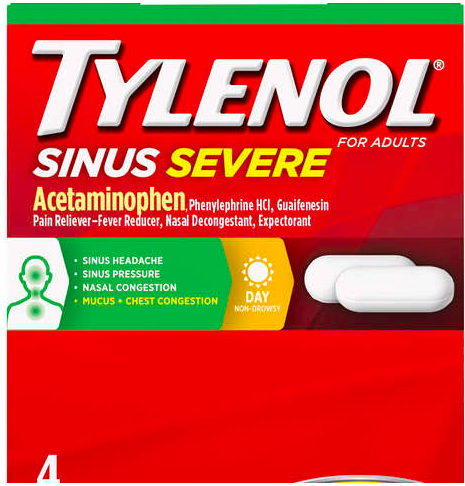 TYLENOL®
FOR ADULTS
SINUS SEVERE
Acetaminophen, Phenylephrine HCl, Guaifenesin
Pain Reliever–Fever Reducer, Nasal Decongestant, Expectorant
• SINUS HEADACHE
• SINUS PRESSURE
• NASAL CONGESTION
• MUCUS + CHEST CONGESTION
DAY
NON-DROWSY
4